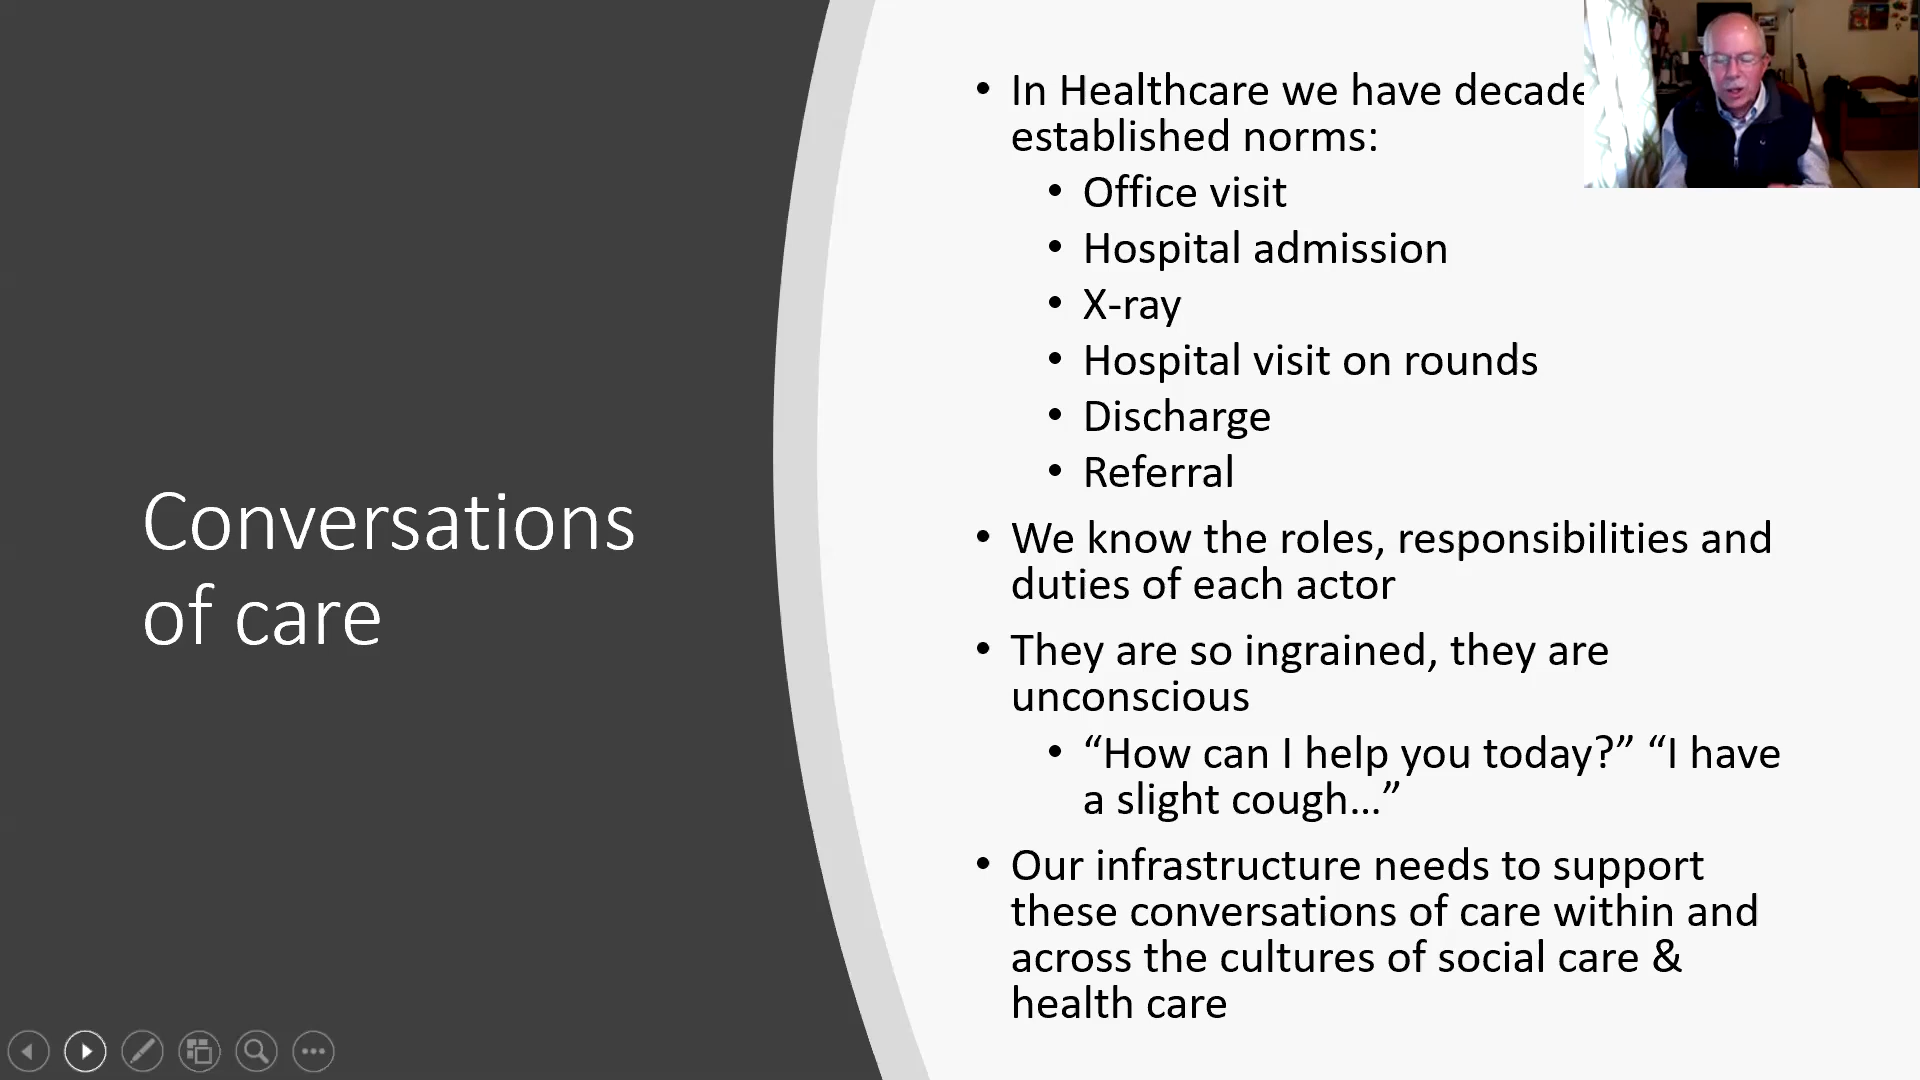 Conversations
of care
• In Healthcare we have decade
established norms:
• Office visit
• Hospital admission
• X-ray
• Hospital visit on rounds
• Discharge
• Referral
• We know the roles, responsibilities and
duties of each actor
• They are so ingrained, they are
unconscious
• “How can I help you today?” “I have
a slight cough...”
• Our infrastructure needs to support
these conversations of care within and
across the cultures of social care &
health care